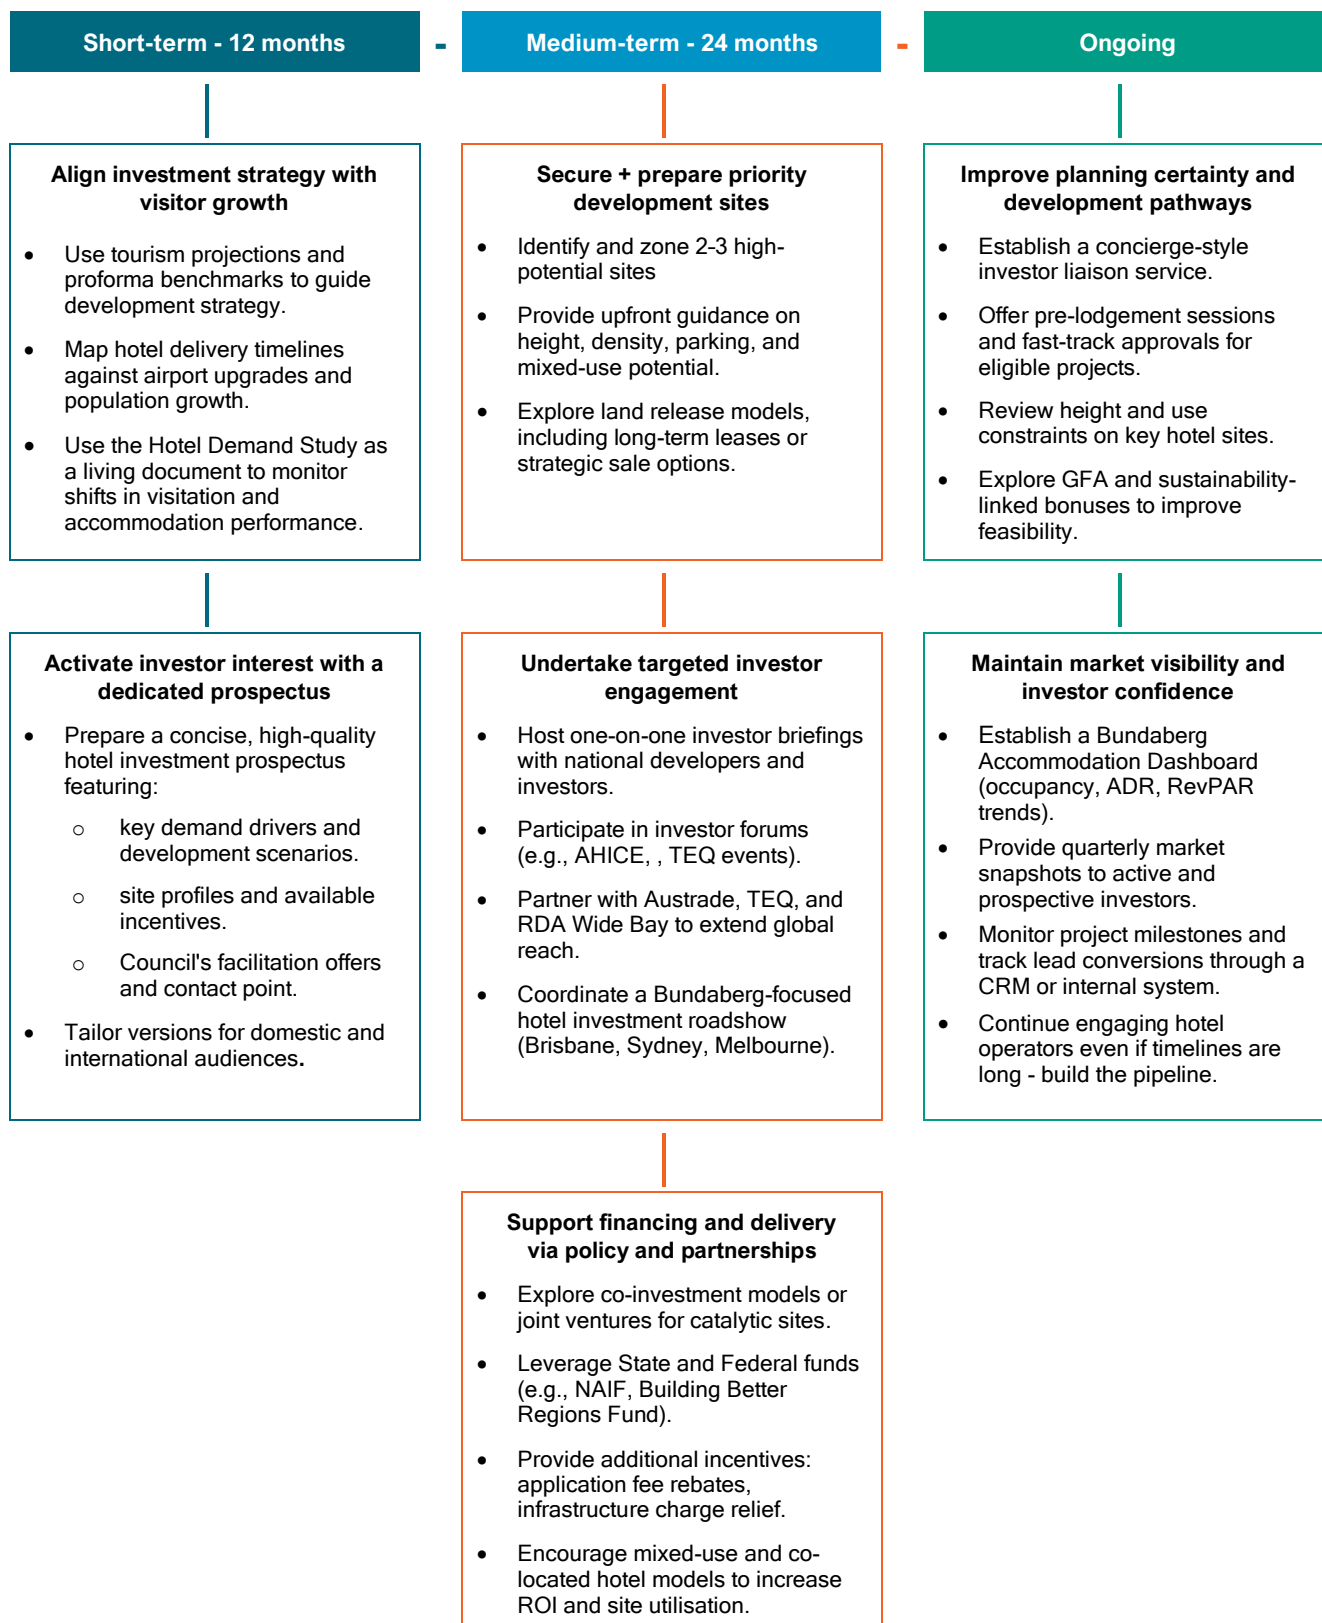 Short-term - 12 months
-
Medium-term - 24 months
-
Ongoing
Align investment strategy with
visitor growth
• Use tourism projections and
proforma benchmarks to guide
development strategy.
• Map hotel delivery timelines
against airport upgrades and
population growth.
• Use the Hotel Demand Study as
a living document to monitor
shifts in visitation and
accommodation performance.
Activate investor interest with a
dedicated prospectus
• Prepare a concise, high-quality
hotel investment prospectus
featuring:
o key demand drivers and
development scenarios.
o site profiles and available
incentives.
o Council's facilitation offers
and contact point.
• Tailor versions for domestic and
international audiences.
Secure + prepare priority
development sites
• Identify and zone 2-3 high-
potential sites
• Provide upfront guidance on
height, density, parking, and
mixed-use potential.
• Explore land release models,
including long-term leases or
strategic sale options.
Undertake targeted investor
engagement
• Host one-on-one investor briefings
with national developers and
investors.
• Participate in investor forums
(e.g., AHICE, , TEQ events).
• Partner with Austrade, TEQ, and
RDA Wide Bay to extend global
reach.
• Coordinate a Bundaberg-focused
hotel investment roadshow
(Brisbane, Sydney, Melbourne).
Support financing and delivery
via policy and partnerships
• Explore co-investment models or
joint ventures for catalytic sites.
• Leverage State and Federal funds
(e.g., NAIF, Building Better
Regions Fund).
• Provide additional incentives:
application fee rebates,
infrastructure charge relief.
• Encourage mixed-use and co-
located hotel models to increase
ROI and site utilisation.
Improve planning certainty and
development pathways
• Establish a concierge-style
investor liaison service.
• Offer pre-lodgement sessions
and fast-track approvals for
eligible projects.
• Review height and use
constraints on key hotel sites.
• Explore GFA and sustainability-
linked bonuses to improve
feasibility.
Maintain market visibility and
investor confidence
• Establish a Bundaberg
Accommodation Dashboard
(occupancy, ADR, RevPAR
trends).
• Provide quarterly market
snapshots to active and
prospective investors.
• Monitor project milestones and
track lead conversions through a
CRM or internal system.
• Continue engaging hotel
operators even if timelines are
long - build the pipeline.